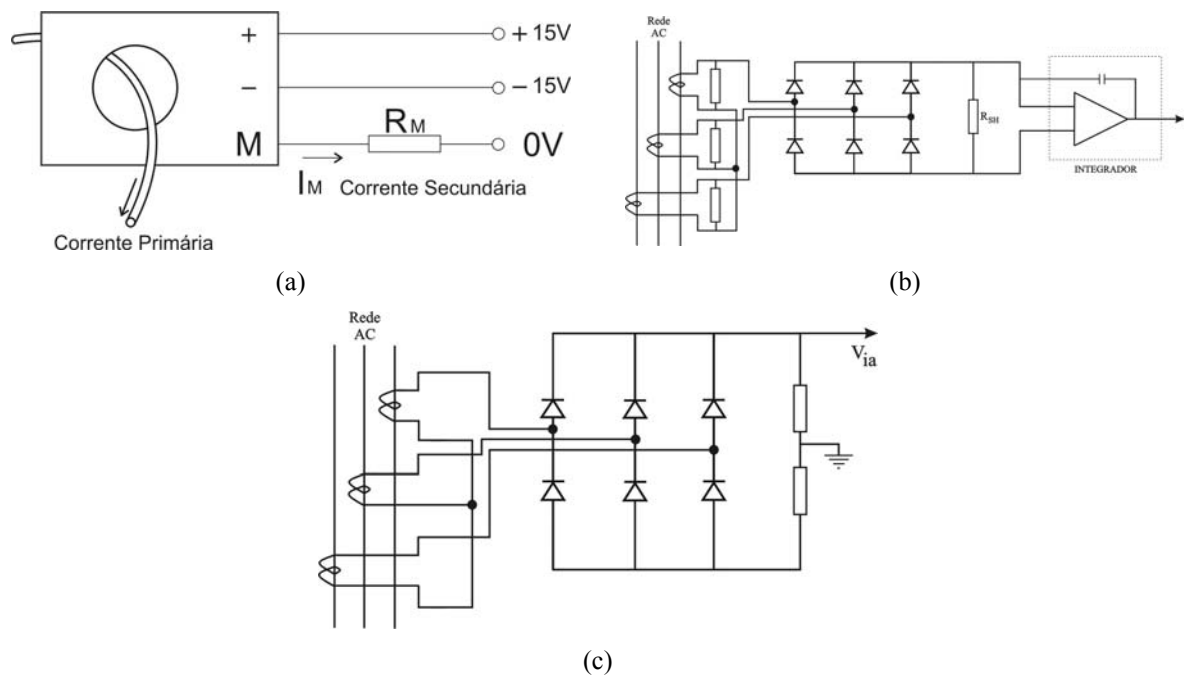 +
+ 15V
−
− 15V
M
R_M
0V
I_M Corrente Secundária
Corrente Primária
(a)
Rede
AC
R_SH
INTEGRADOR
(b)
Rede
AC
V_ia
(c)